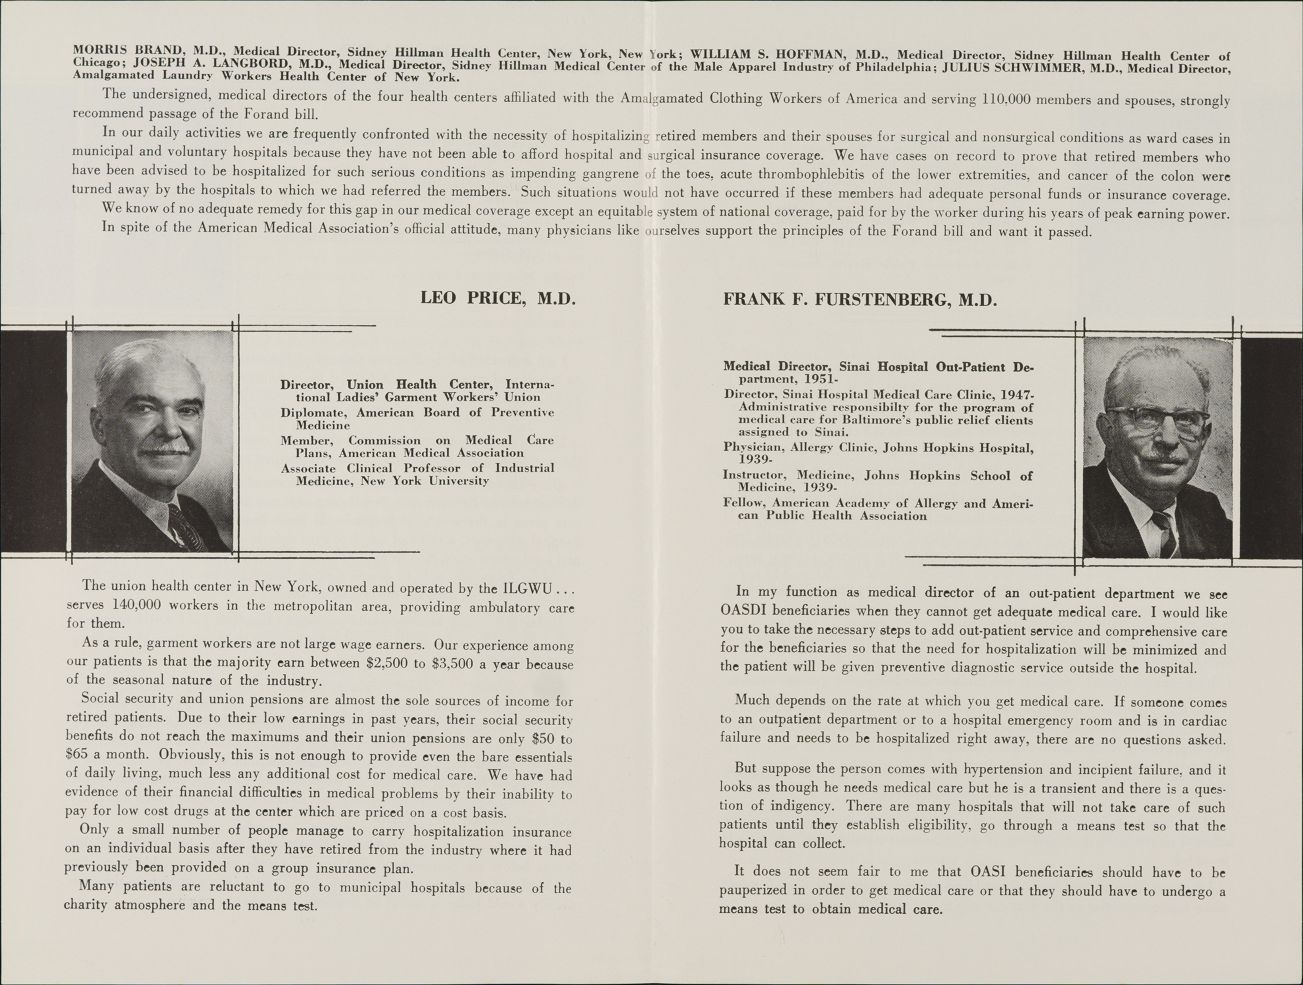 MORRIS BRAND, M.D., Medical Director, Sidney Hillman Health Center, New York, New York; WILLIAM S. HOFFMAN, M.D., Medical Director, Sidney Hillman Health Center of
Chicago; JOSEPH A. LANGBORD, M.D., Medical Director, Sidney Hillman Medical Center of the Male Apparel Industry of Philadelphia; JULIUS SCHWIMMER, M.D., Medical Director,
Amalgamated Laundry Workers Health Center of New York.
The undersigned, medical directors of the four health centers affiliated with the Amalgamated Clothing Workers of America and serving 110,000 members and spouses, strongly
recommend passage of the Forand bill.
In our daily activities we are frequently confronted with the necessity of hospitalizing retired members and their spouses for surgical and nonsurgical conditions as ward cases in
municipal and voluntary hospitals because they have not been able to afford hospital and surgical insurance coverage. We have cases on record to prove that retired members who
have been advised to be hospitalized for such serious conditions as impending gangrene of the toes, acute thrombophlebitis of the lower extremities, and cancer of the colon were
turned away by the hospitals to which we had referred the members. Such situations would not have occurred if these members had adequate personal funds or insurance coverage.
We know of no adequate remedy for this gap in our medical coverage except an equitable system of national coverage, paid for by the worker during his years of peak earning power.
In spite of the American Medical Association's official attitude, many physicians like ourselves support the principles of the Forand bill and want it passed.
LEO PRICE, M.D.
Director, Union Health Center, Interna-
tional Ladies' Garment Workers' Union
Diplomate, American Board of Preventive
Medicine
Member, Commission on Medical Care
Plans, American Medical Association
Associate Clinical Professor of Industrial
Medicine, New York University
The union health center in New York, owned and operated by the ILGWU . . .
serves 140,000 workers in the metropolitan area, providing ambulatory care
for them.
As a rule, garment workers are not large wage earners. Our experience among
our patients is that the majority earn between $2,500 to $3,500 a year because
of the seasonal nature of the industry.
Social security and union pensions are almost the sole sources of income for
retired patients. Due to their low earnings in past years, their social security
benefits do not reach the maximums and their union pensions are only $50 to
$65 a month. Obviously, this is not enough to provide even the bare essentials
of daily living, much less any additional cost for medical care. We have had
evidence of their financial difficulties in medical problems by their inability to
pay for low cost drugs at the center which are priced on a cost basis.
Only a small number of people manage to carry hospitalization insurance
on an individual basis after they have retired from the industry where it had
previously been provided on a group insurance plan.
Many patients are reluctant to go to municipal hospitals because of the
charity atmosphere and the means test.
FRANK F. FURSTENBERG, M.D.
Medical Director, Sinai Hospital Out-Patient De-
partment, 1951-
Director, Sinai Hospital Medical Care Clinic, 1947-
Administrative responsibilty for the program of
medical care for Baltimore's public relief clients
assigned to Sinai.
Physician, Allergy Clinic, Johns Hopkins Hospital,
1939-
Instructor, Medicine, Johns Hopkins School of
Medicine, 1939-
Fellow, American Academy of Allergy and Ameri-
can Public Health Association
In my function as medical director of an out-patient department we see
OASDI beneficiaries when they cannot get adequate medical care. I would like
you to take the necessary steps to add out-patient service and comprehensive care
for the beneficiaries so that the need for hospitalization will be minimized and
the patient will be given preventive diagnostic service outside the hospital.
Much depends on the rate at which you get medical care. If someone comes
to an outpatient department or to a hospital emergency room and is in cardiac
failure and needs to be hospitalized right away, there are no questions asked.
But suppose the person comes with hypertension and incipient failure, and it
looks as though he needs medical care but he is a transient and there is a ques-
tion of indigency. There are many hospitals that will not take care of such
patients until they establish eligibility, go through a means test so that the
hospital can collect.
It does not seem fair to me that OASI beneficiaries should have to be
pauperized in order to get medical care or that they should have to undergo a
means test to obtain medical care.